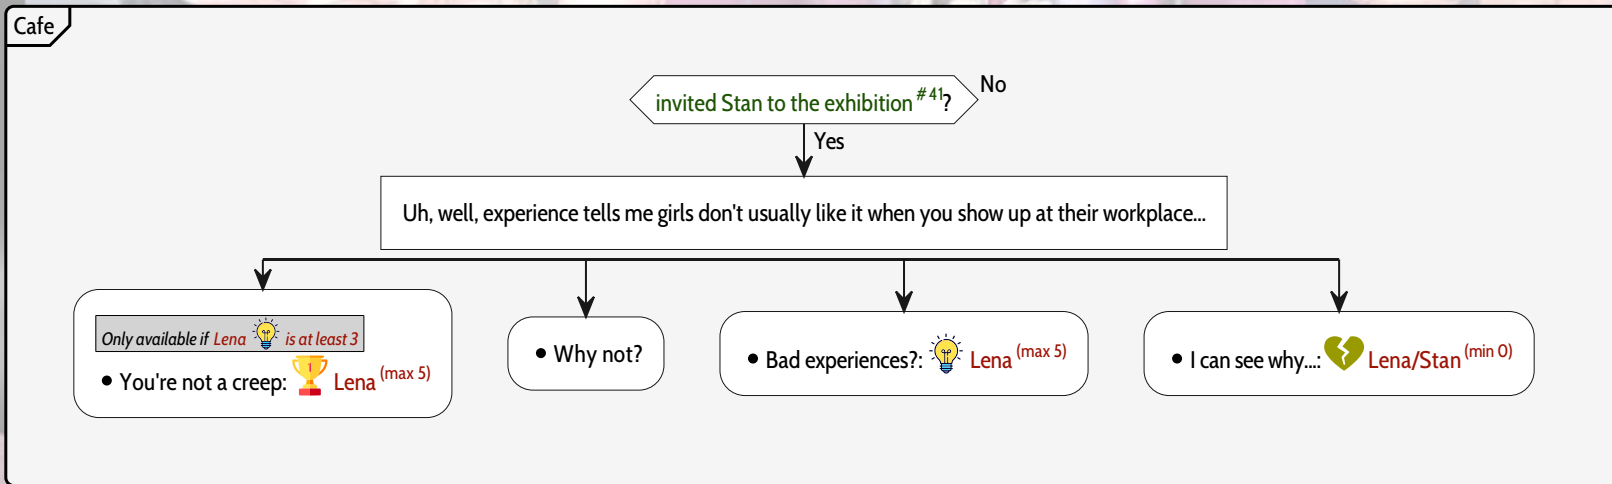 Cafe
invited Stan to the exhibition #41?
No
Yes
Uh, well, experience tells me girls don't usually like it when you show up at their workplace...
Only available if Lena is at least 3
• You're not a creep: 1 Lena (max 5)
• Why not?
• Bad experiences?: Lena (max 5)
• I can see why...: Lena/Stan (min 0)